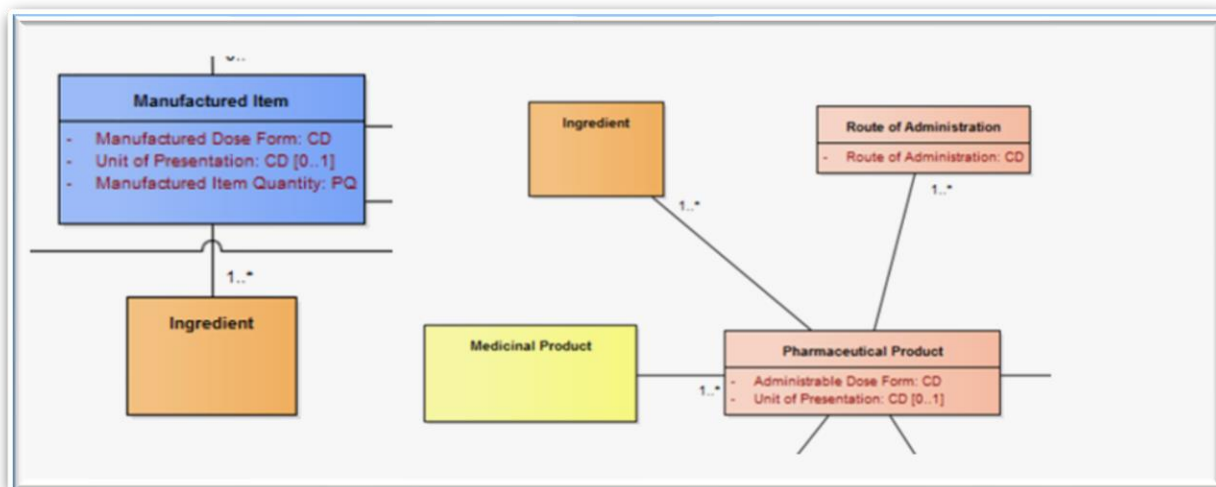 Manufactured Item
- Manufactured Dose Form: CD
- Unit of Presentation: CD [0..1]
- Manufactured Item Quantity: PQ
1..*
Ingredient
Ingredient
1..*
Route of Administration
- Route of Administration: CD
1..*
Medicinal Product
1..*
Pharmaceutical Product
- Administrable Dose Form: CD
- Unit of Presentation: CD [0..1]